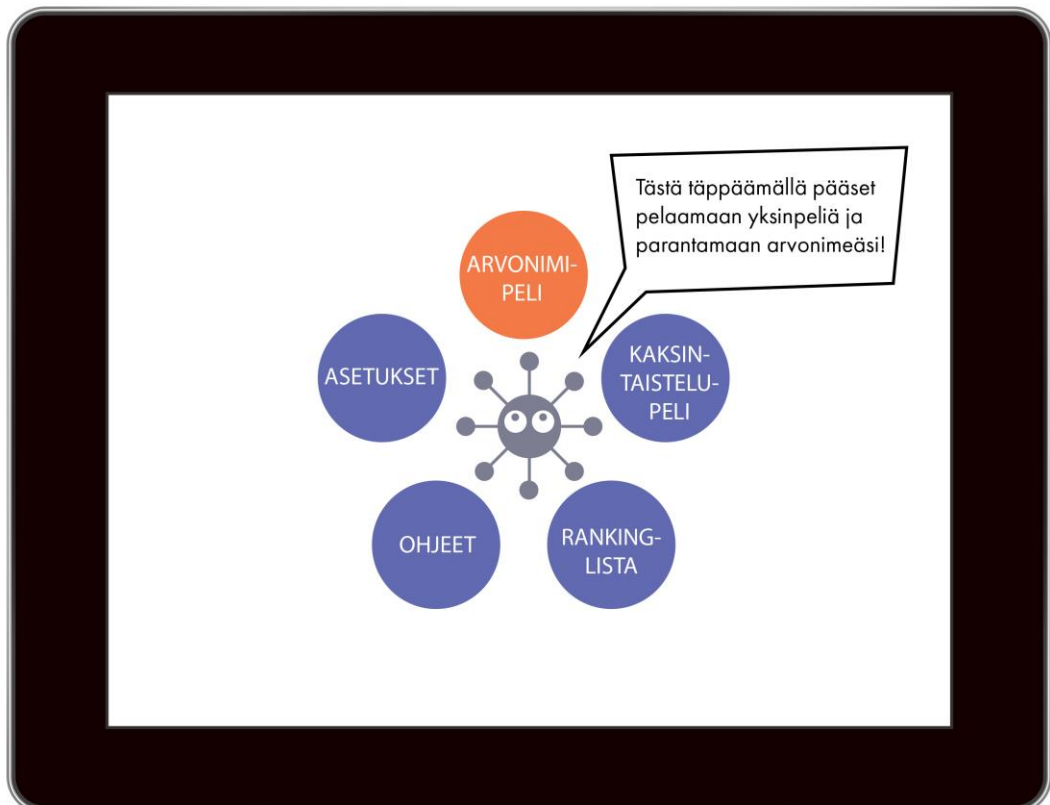 Tästä täppäämällä pääset
pelaamaan yksinpeliä ja
parantamaan arvonimeäsi!
ARVONIMI-
PELI
ASETUKSET
KAKSIN-
TAISTELU-
PELI
OHJEET
RANKING-
LISTA